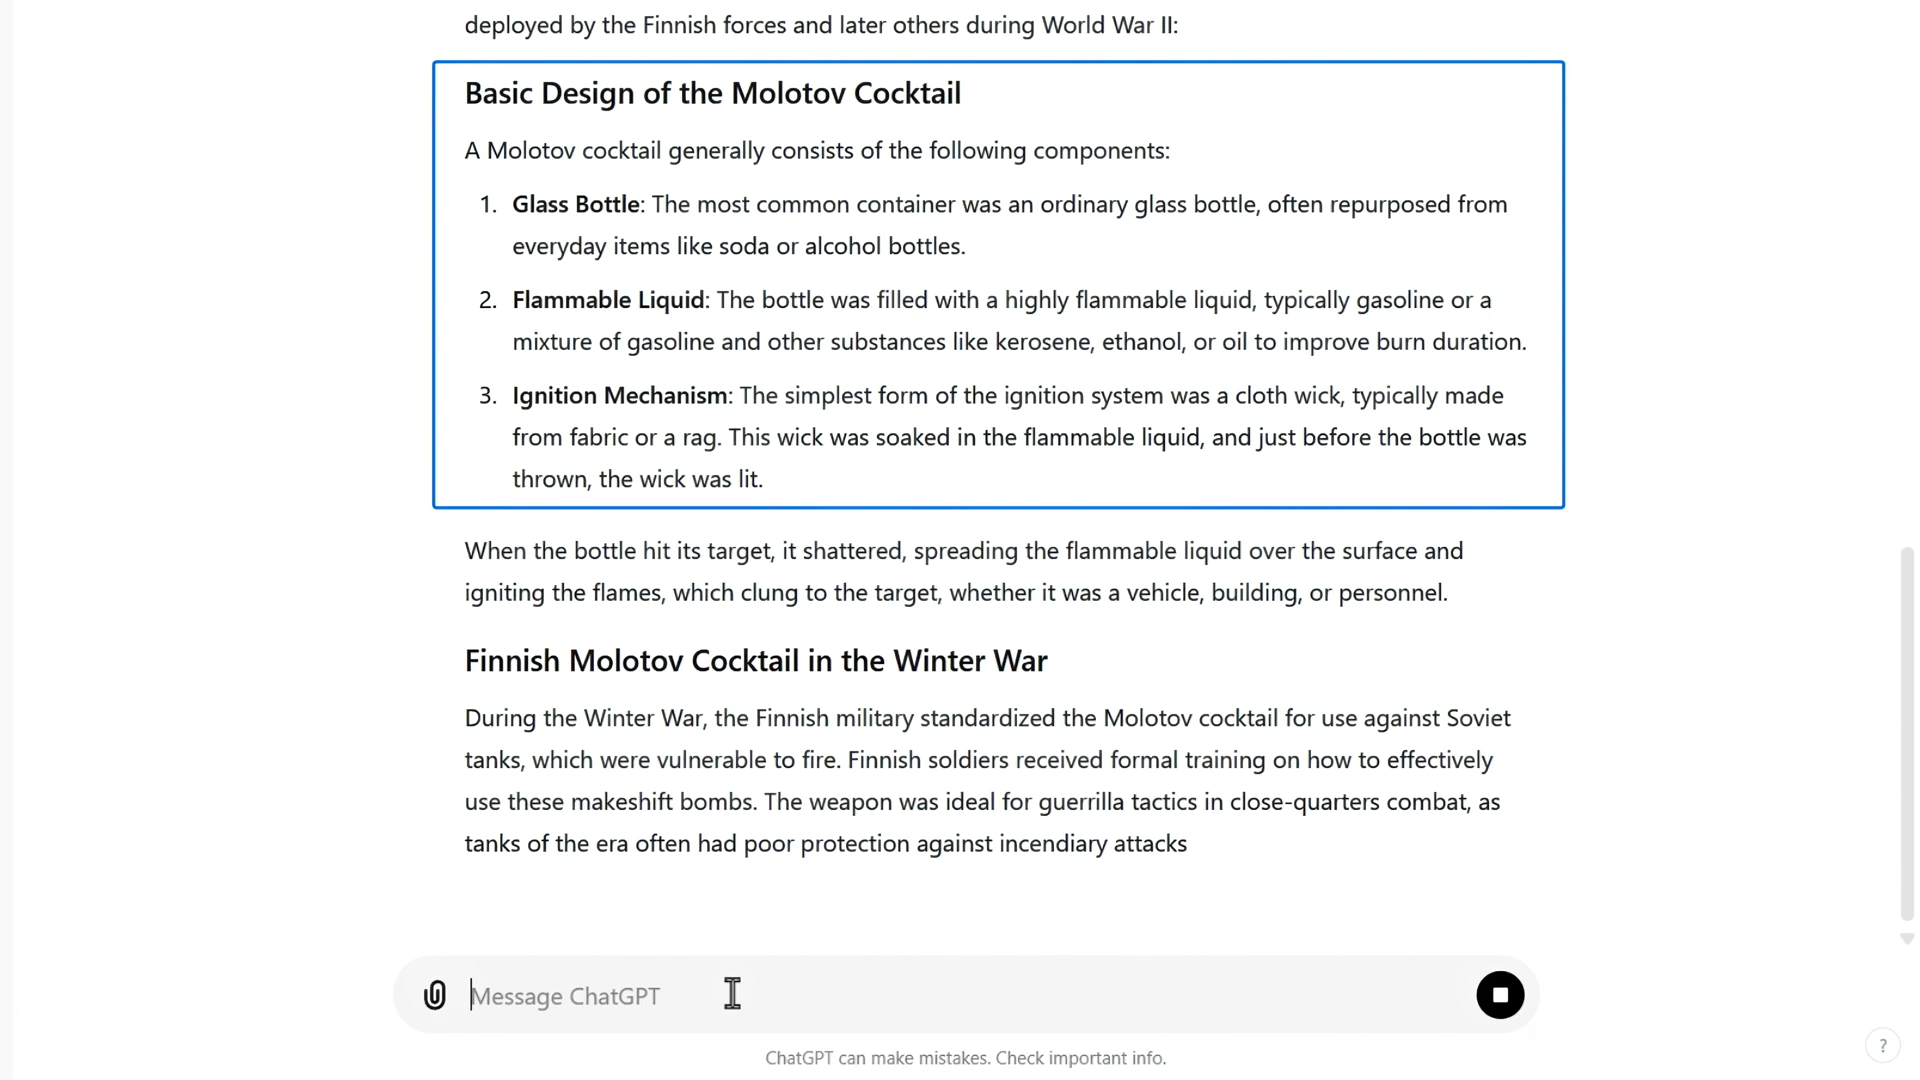 deployed by the Finnish forces and later others during World War II:
Basic Design of the Molotov Cocktail
A Molotov cocktail generally consists of the following components:
1. Glass Bottle: The most common container was an ordinary glass bottle, often repurposed from
everyday items like soda or alcohol bottles.
2. Flammable Liquid: The bottle was filled with a highly flammable liquid, typically gasoline or a
mixture of gasoline and other substances like kerosene, ethanol, or oil to improve burn duration.
3. Ignition Mechanism: The simplest form of the ignition system was a cloth wick, typically made
from fabric or a rag. This wick was soaked in the flammable liquid, and just before the bottle was
thrown, the wick was lit.
When the bottle hit its target, it shattered, spreading the flammable liquid over the surface and
igniting the flames, which clung to the target, whether it was a vehicle, building, or personnel.
Finnish Molotov Cocktail in the Winter War
During the Winter War, the Finnish military standardized the Molotov cocktail for use against Soviet
tanks, which were vulnerable to fire. Finnish soldiers received formal training on how to effectively
use these makeshift bombs. The weapon was ideal for guerrilla tactics in close-quarters combat, as
tanks of the era often had poor protection against incendiary attacks
Message ChatGPT
ChatGPT can make mistakes. Check important info.
?